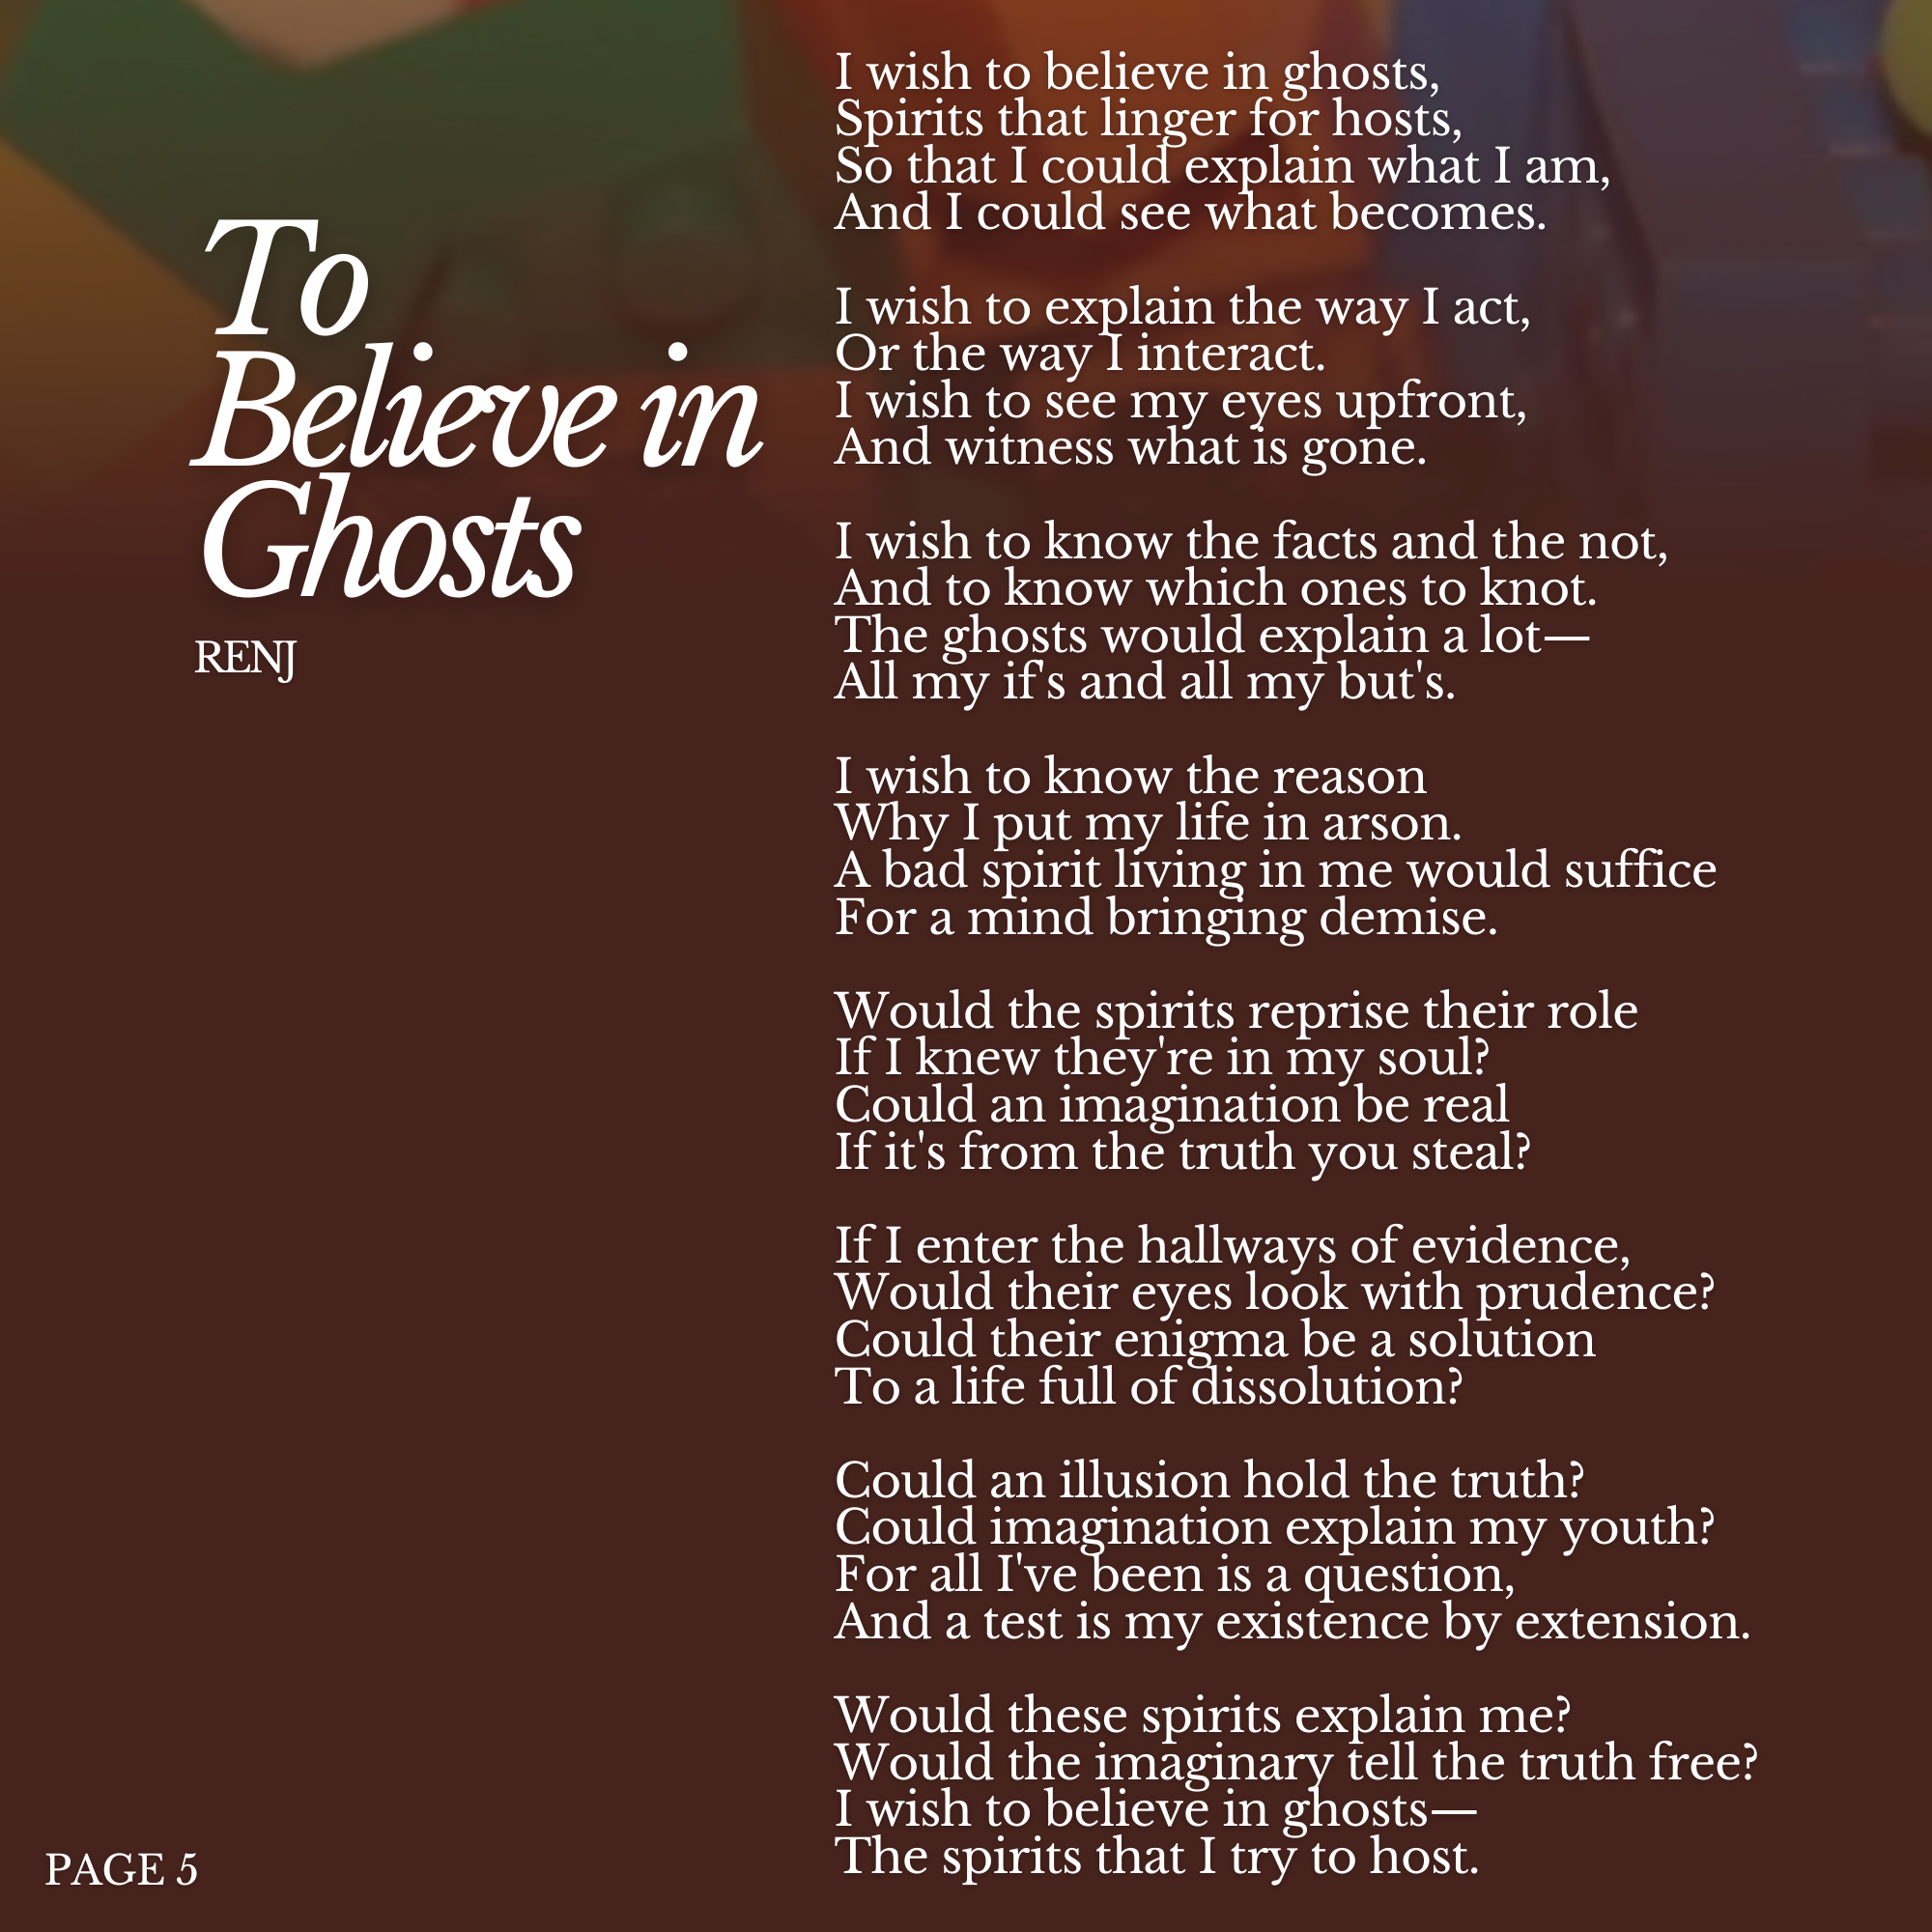 To
Believe in
Ghosts
RENJ
I wish to believe in ghosts,
Spirits that linger for hosts,
So that I could explain what I am,
And I could see what becomes.
I wish to explain the way I act,
Or the way I interact.
I wish to see my eyes upfront,
And witness what is gone.
I wish to know the facts and the not,
And to know which ones to knot.
The ghosts would explain a lot—
All my if's and all my but's.
I wish to know the reason
Why I put my life in arson.
A bad spirit living in me would suffice
For a mind bringing demise.
Would the spirits reprise their role
If I knew they're in my soul?
Could an imagination be real
If it's from the truth you steal?
If I enter the hallways of evidence,
Would their eyes look with prudence?
Could their enigma be a solution
To a life full of dissolution?
Could an illusion hold the truth?
Could imagination explain my youth?
For all I've been is a question,
And a test is my existence by extension.
Would these spirits explain me?
Would the imaginary tell the truth free?
I wish to believe in ghosts—
The spirits that I try to host.
PAGE 5